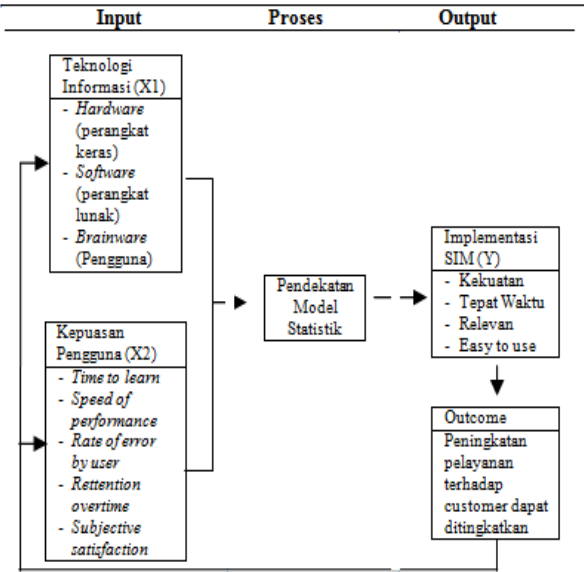 Input Proses Output
Teknologi
Informasi (X1)
- Hardware
(perangkat
keras)
- Software
(perangkat
lunak)
- Brainware
(Pengguna)
Kepuasan
Pengguna (X2)
- Time to learn
- Speed of
performance
- Rate of error
by user
- Rettention
overtime
- Subjective
satisfaction
Pendekatan
Model
Statistik
Implementasi
SIM (Y)
- Kekuatan
- Tepat Waktu
- Relevan
- Easy to use
Outcome
Peningkatan
pelayanan
terhadap
customer dapat
ditingkatkan